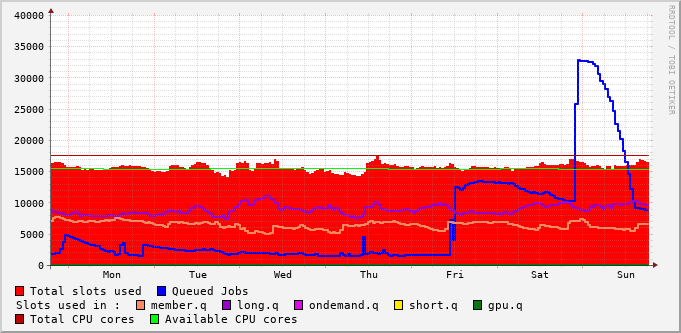 40000
35000
30000
25000
20000
15000
10000
5000
0
Mon Tue Wed Thu Fri Sat Sun
Total slots used Queued Jobs
Slots used in : member.q long.q ondemand.q short.q gpu.q
Total CPU cores Available CPU cores
RRDTOOL / TOBI OETIKER